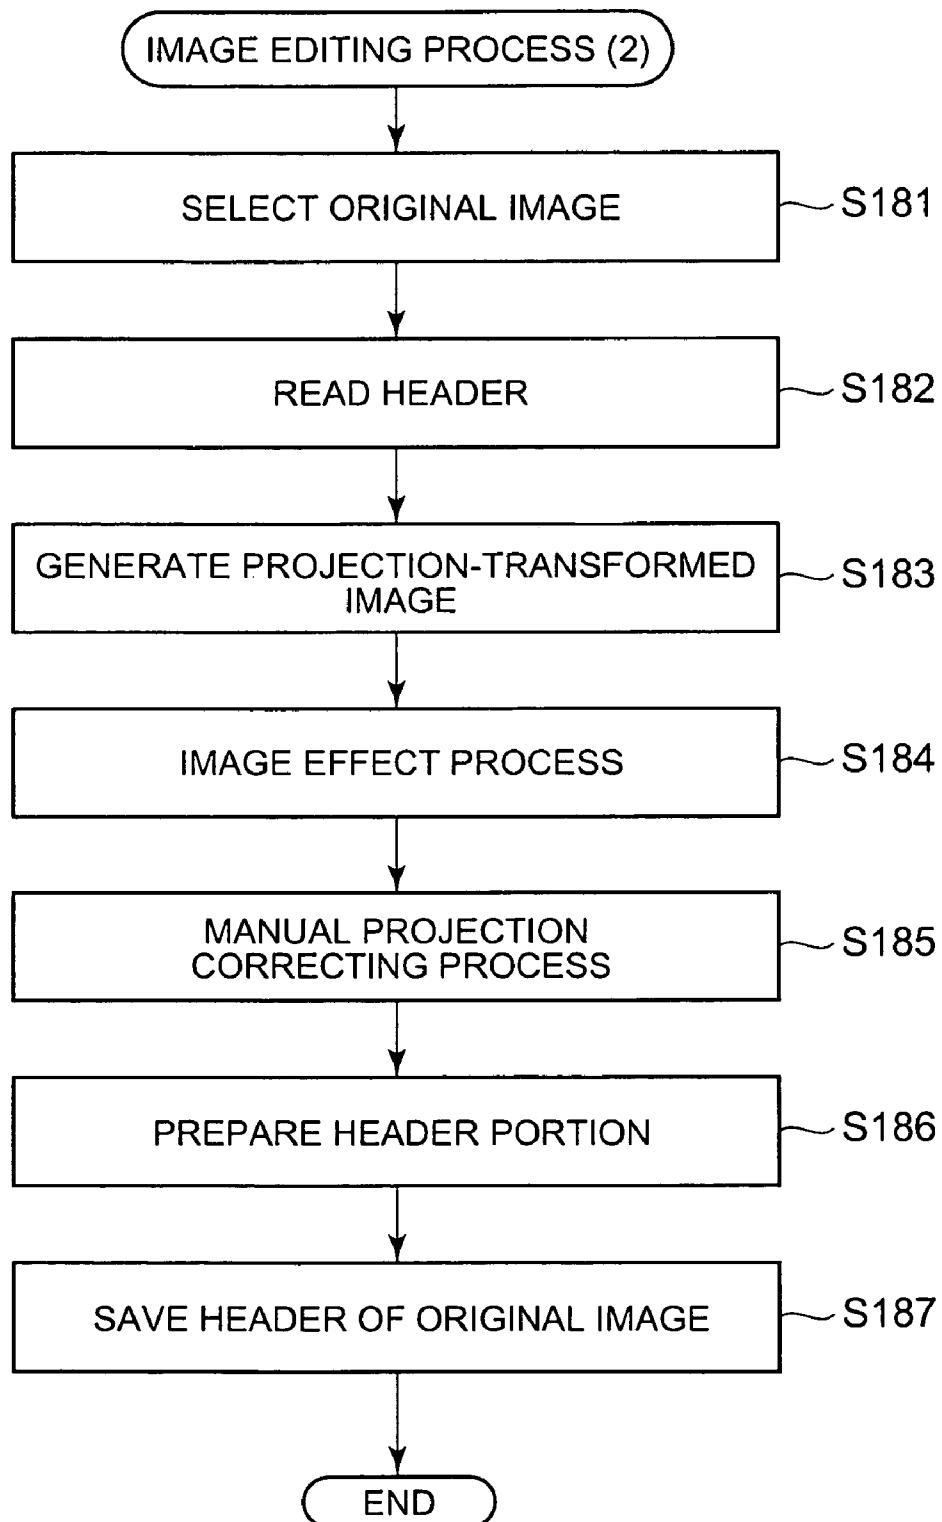 IMAGE EDITING PROCESS (2)
SELECT ORIGINAL IMAGE
S181
READ HEADER
S182
GENERATE PROJECTION-TRANSFORMED
IMAGE
S183
IMAGE EFFECT PROCESS
S184
MANUAL PROJECTION
CORRECTING PROCESS
S185
PREPARE HEADER PORTION
S186
SAVE HEADER OF ORIGINAL IMAGE
S187
END